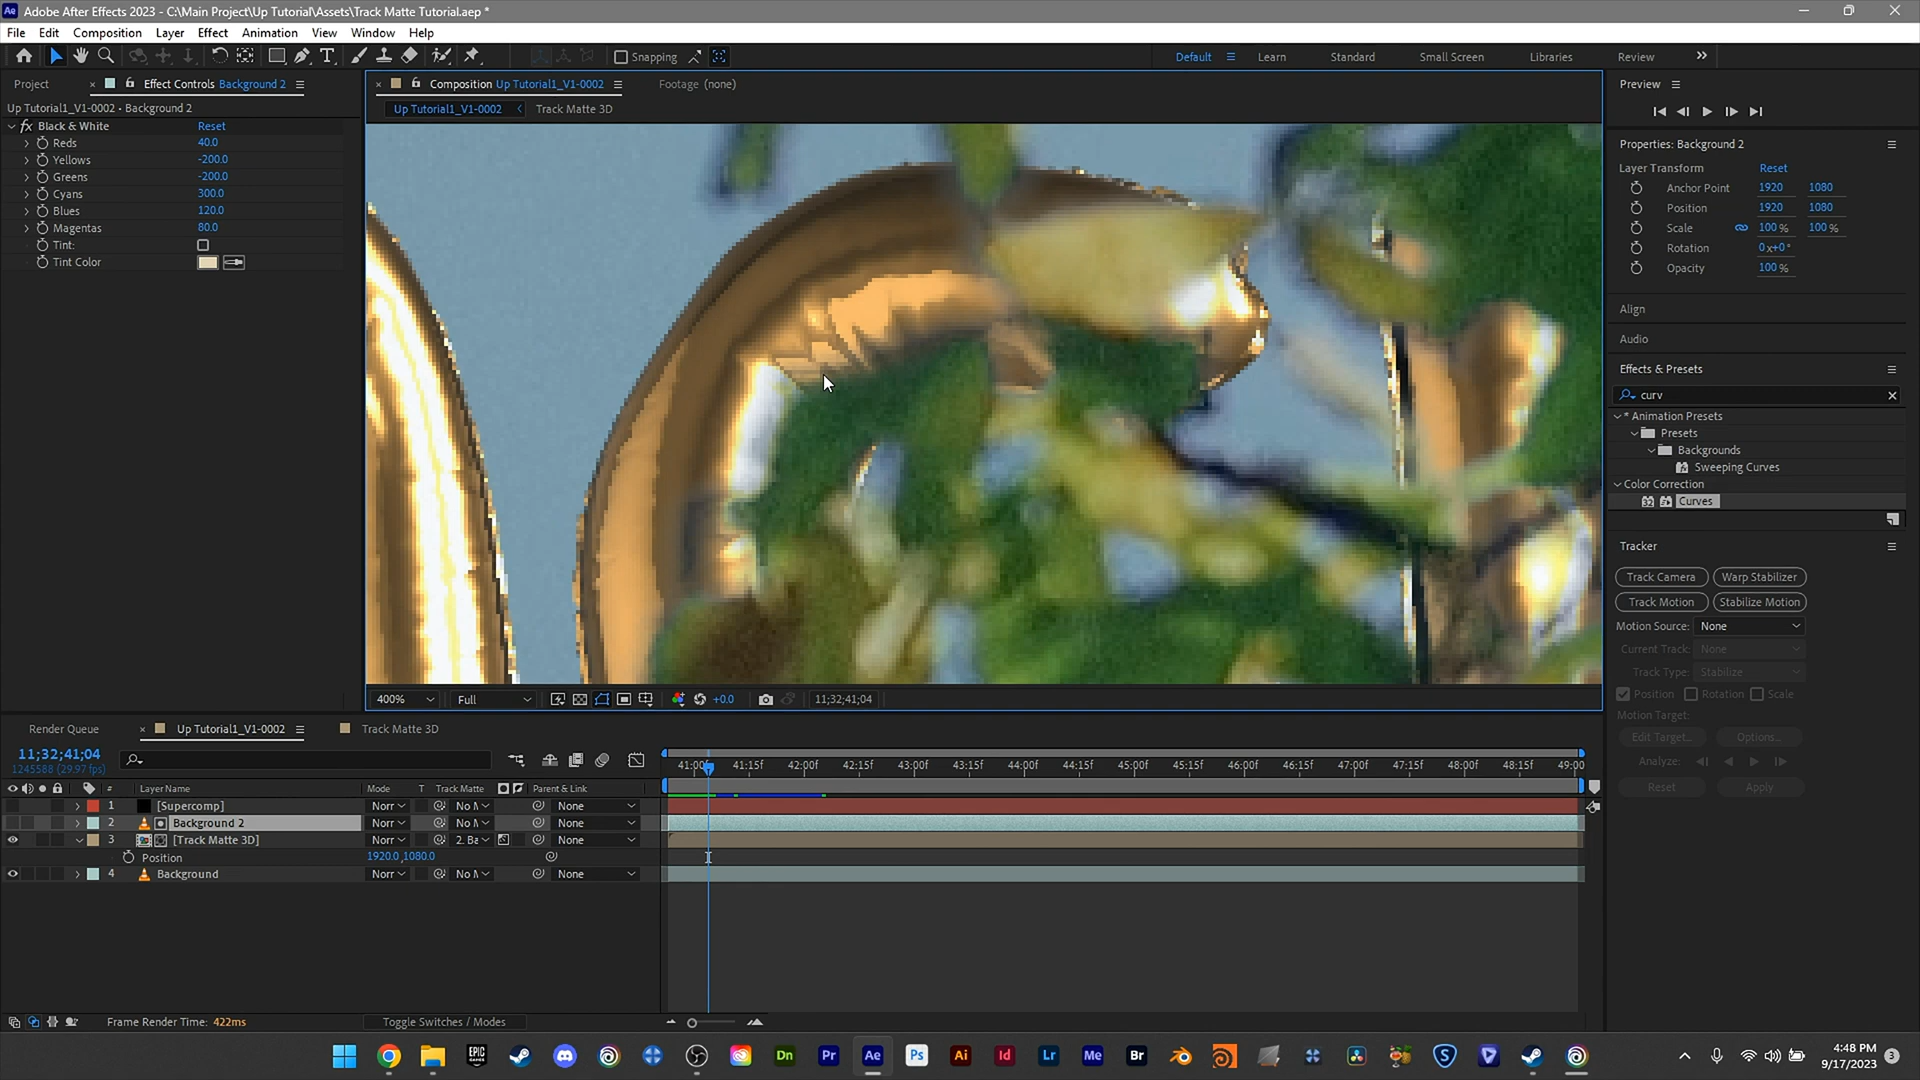 Adobe After Effects 2023 - C:\Main Project\Up Tutorial\Assets\Track Matte Tutorial.aep *
File Edit Composition Layer Effect Animation View Window Help
Snapping
Default Learn Standard Small Screen Libraries Review
Project Effect Controls Background 2
Up Tutorial1_V1-0002 • Background 2
fx Black & White Reset
Reds 40.0
Yellows -200.0
Greens -200.0
Cyans 300.0
Blues 120.0
Magentas 80.0
Tint:
Tint Color
Composition Up Tutorial1_V1-0002 Footage (none)
Up Tutorial1_V1-0002 Track Matte 3D
400% Full +0.0 11;32;41;04
Preview
Properties: Background 2
Layer Transform Reset
Anchor Point 1920 1080
Position 1920 1080
Scale 100 % 100 %
Rotation 0x+0°
Opacity 100 %
Align
Audio
Effects & Presets
curv
* Animation Presets
Presets
Backgrounds
Sweeping Curves
Color Correction
32 Curves
Tracker
Track Camera Warp Stabilizer
Track Motion Stabilize Motion
Motion Source: None
Current Track: None
Track Type: Stabilize
Position Rotation Scale
Motion Target:
Edit Target... Options...
Analyze:
Reset Apply
Render Queue Up Tutorial1_V1-0002 Track Matte 3D
11;32;41;04
1245588 (29.97 fps)
41:00f 41:15f 42:00f 42:15f 43:00f 43:15f 44:00f 44:15f 45:00f 45:15f 46:00f 46:15f 47:00f 47:15f 48:00f 48:15f 49:00
# Layer Name Mode T Track Matte Parent & Link
1 [Supercomp] Norr No M None
2 Background 2 Norr No M None
3 [Track Matte 3D] Norr 2. Ba None
Position 1920.0,1080.0
4 Background Norr No M None
Frame Render Time: 422ms Toggle Switches / Modes
EPIC GAMES Dn Pr Ae Ps Ai Id Lr Me Br
4:48 PM
9/17/2023 3